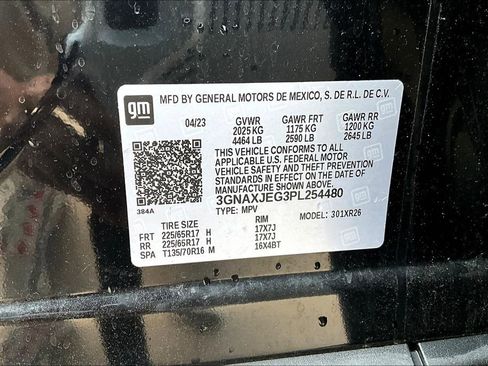 gm
MFD BY GENERAL MOTORS DE MEXICO, S. DE R.L. DE C.V.
04/23 GVWR GAWR FRT GAWR RR
2025 KG 1175 KG 1200 KG
4464 LB 2590 LB 2645 LB
THIS VEHICLE CONFORMS TO ALL
APPLICABLE U.S. FEDERAL MOTOR
VEHICLE SAFETY AND THEFT PREVENTION
STANDARDS IN EFFECT ON THE DATE OF
MANUFACTURE SHOWN ABOVE.
3GNAXJEG3PL254480
384A TYPE: MPV MODEL: 301XR26
TIRE SIZE RIM
FRT 225/65R17 H 17X7J
RR 225/65R17 H 17X7J
SPA T135/70R16 M 16X4BT